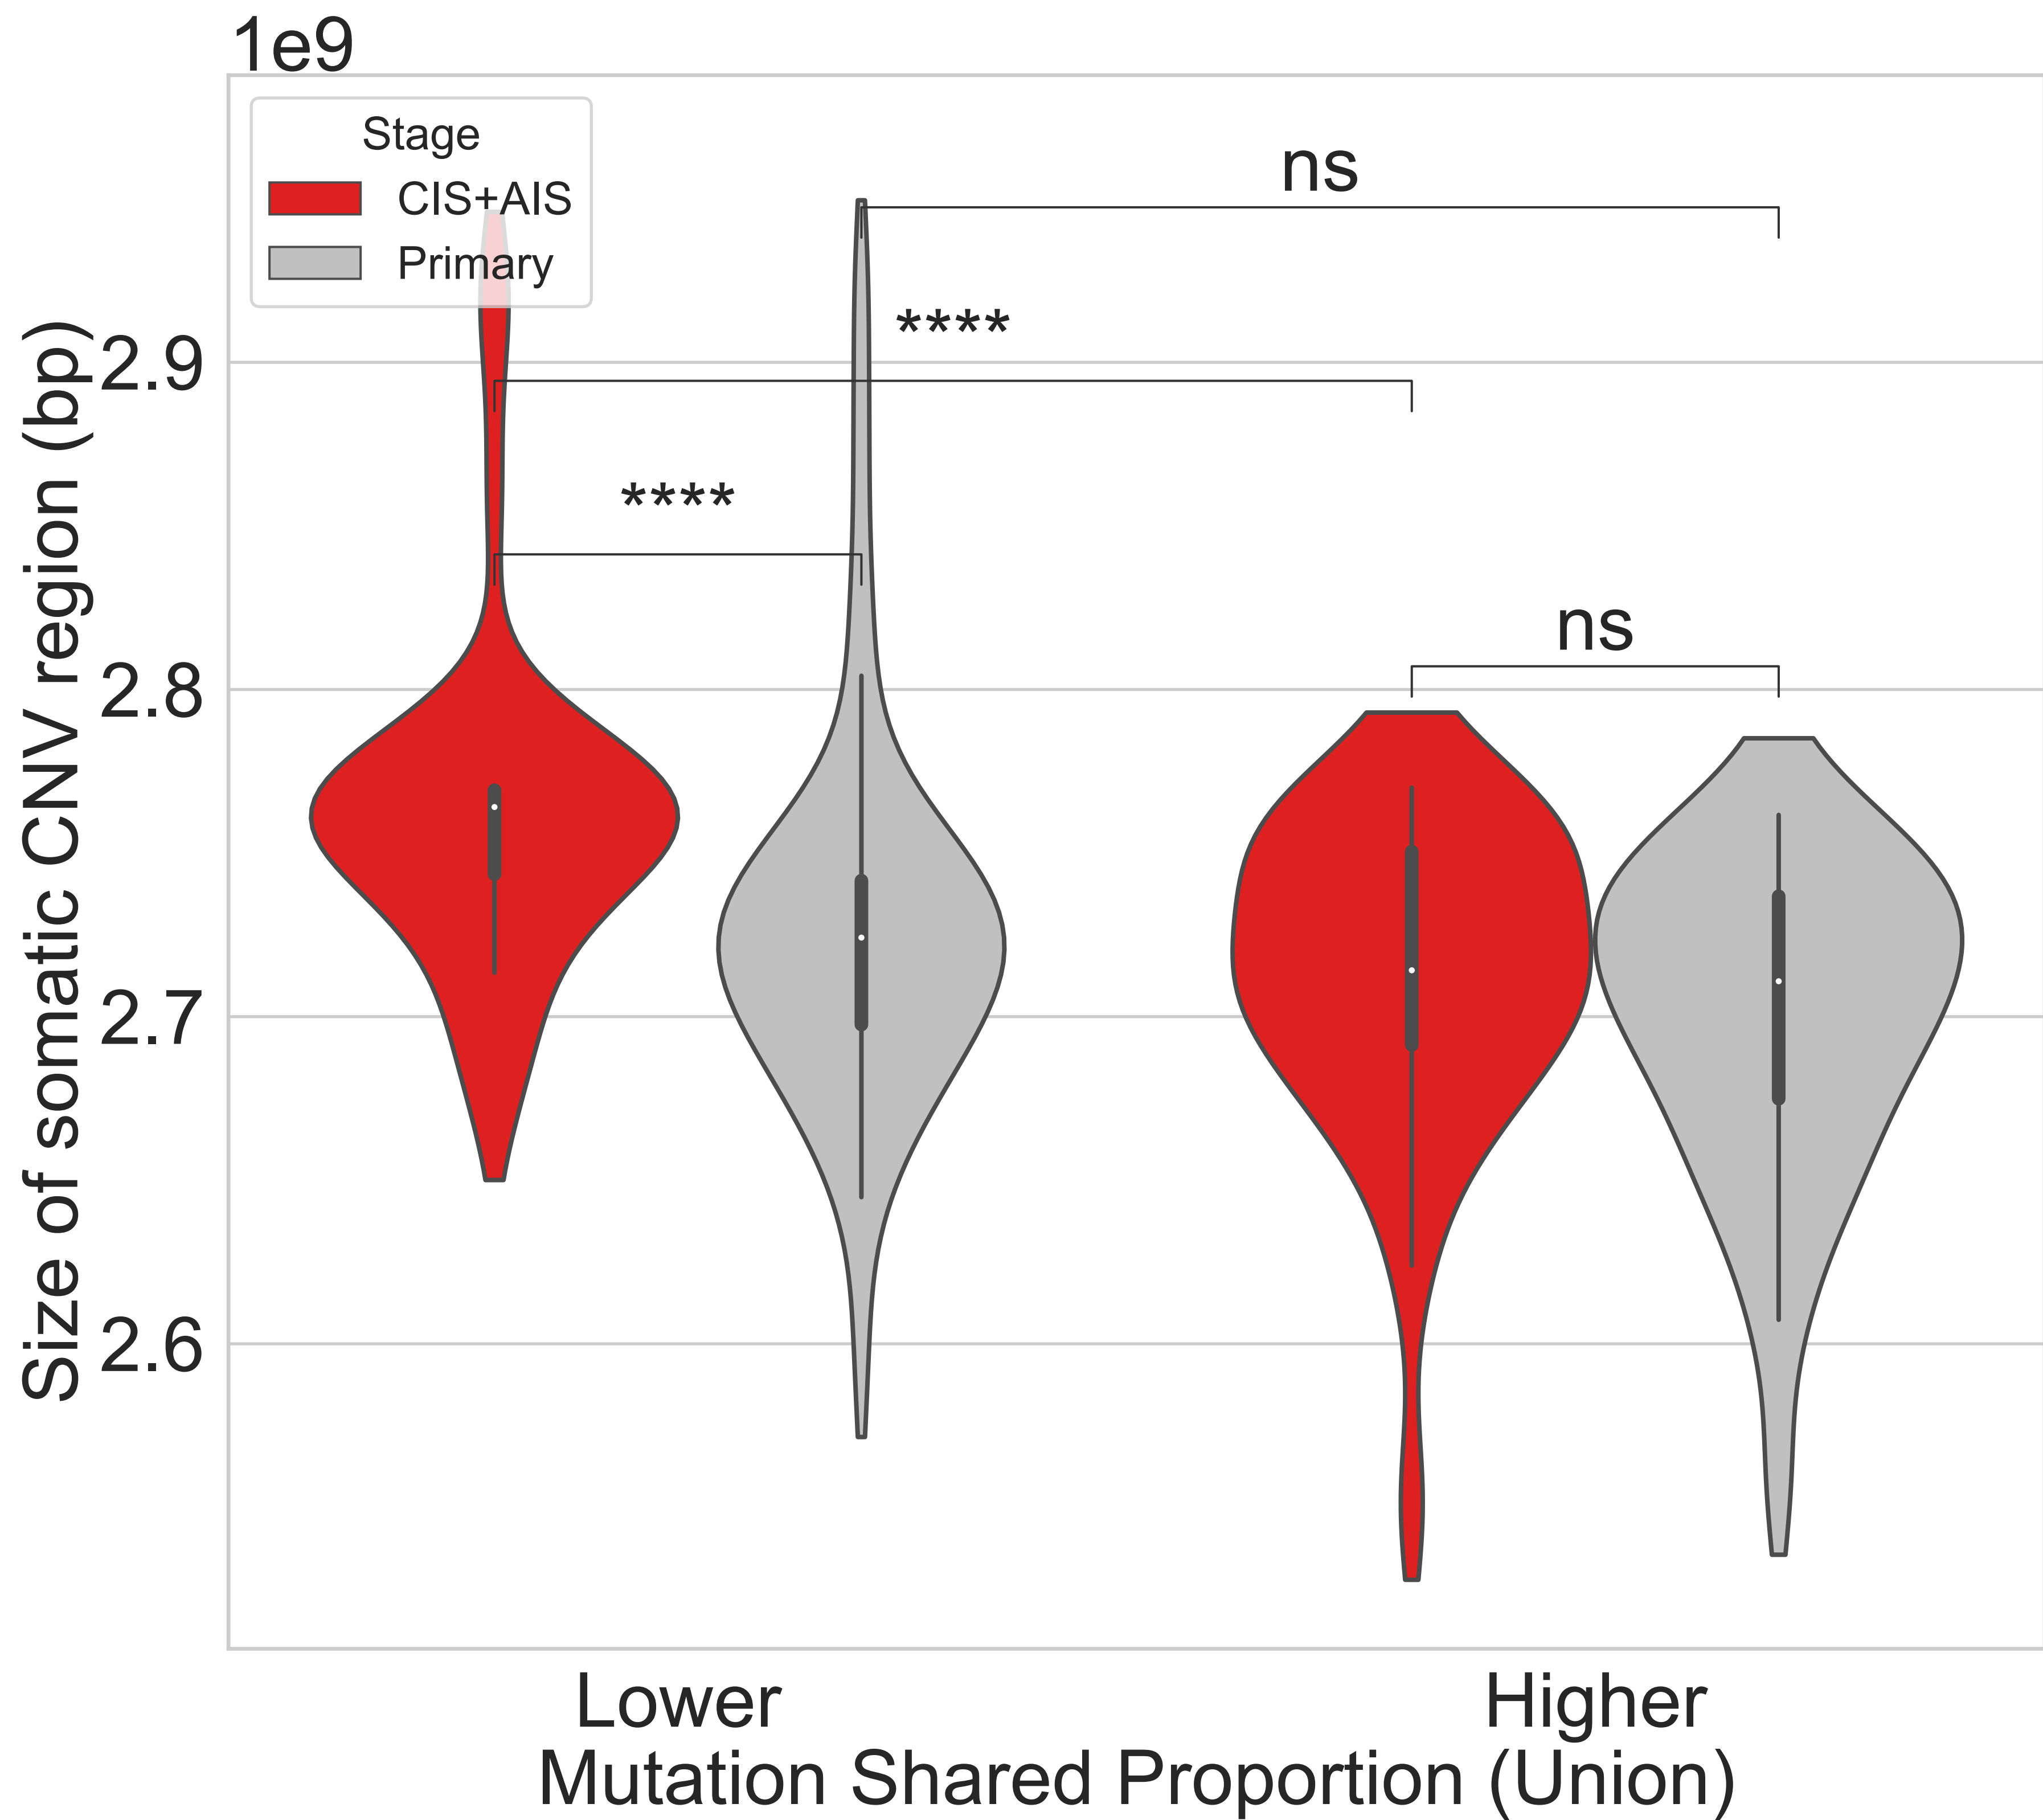 1e9
Stage
CIS+AIS
Primary
ns
****
****
ns
2.9
2.8
2.7
2.6
Size of somatic CNV region (bp)
Lower
Higher
Mutation Shared Proportion (Union)